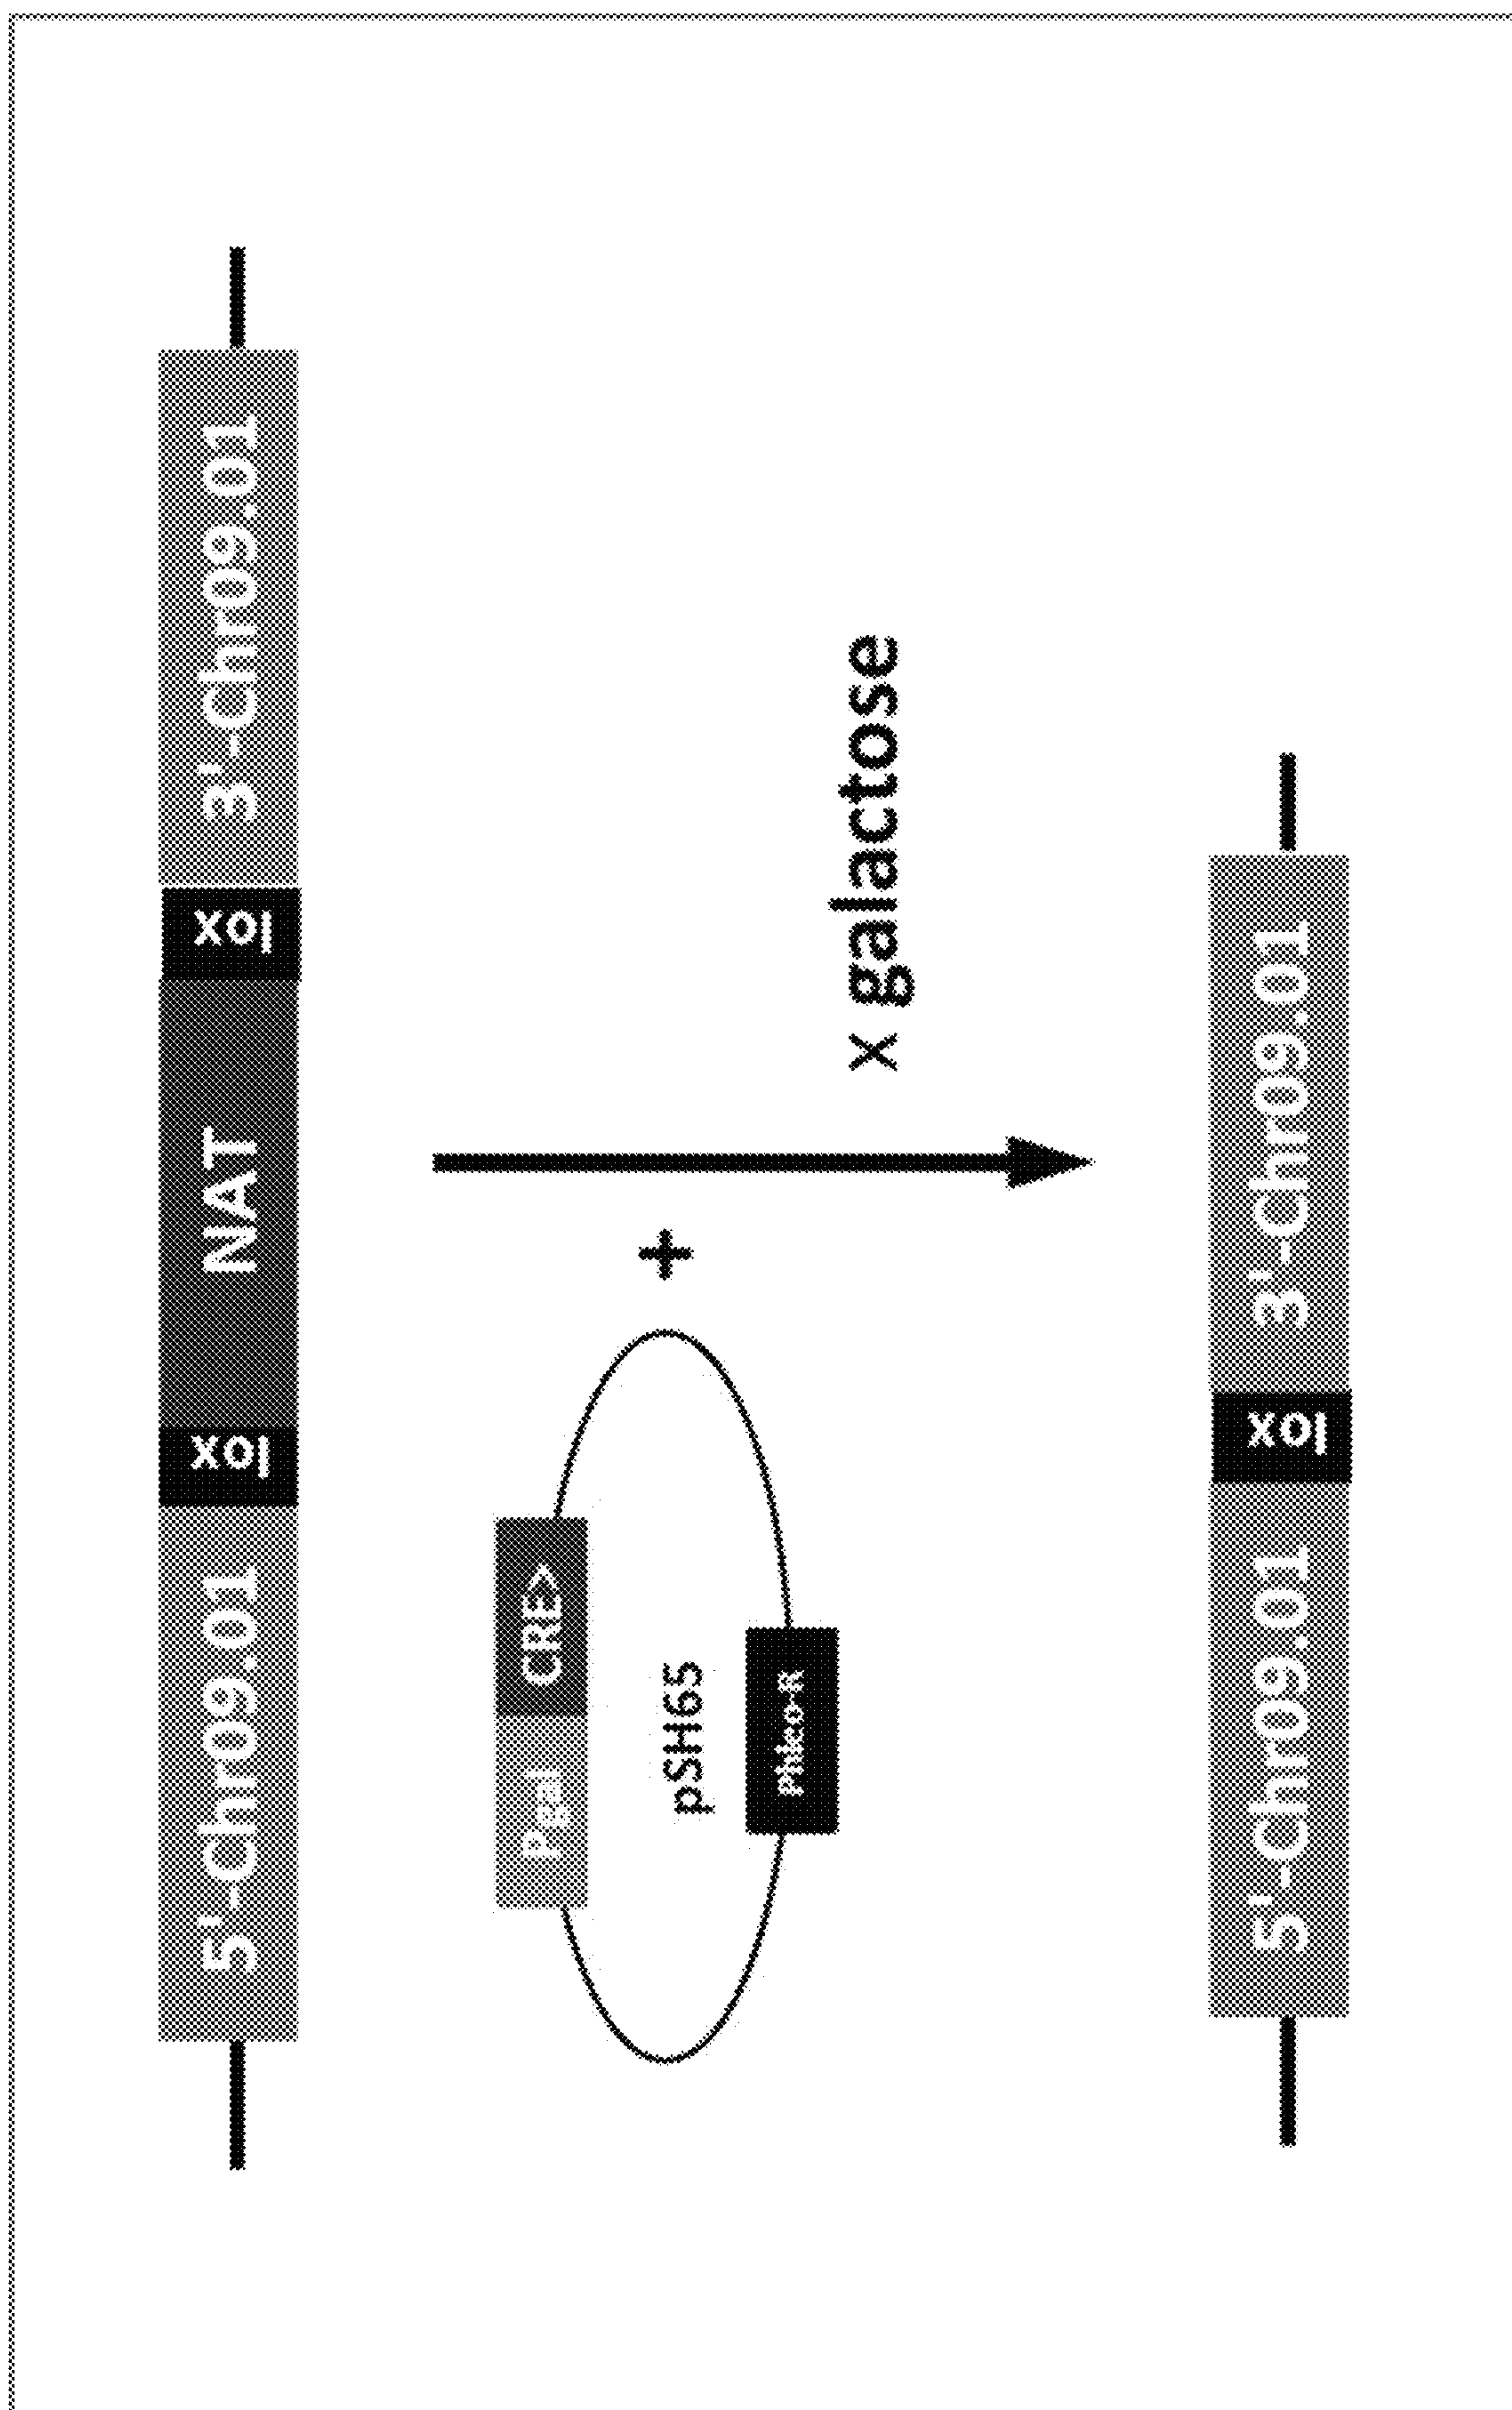 5'-Chr09.01 lox NAT lox 3'-Chr09.01
Pgal CRE>
pSH65
+
x galactose
Phleo-R
5'-Chr09.01 lox 3'-Chr09.01